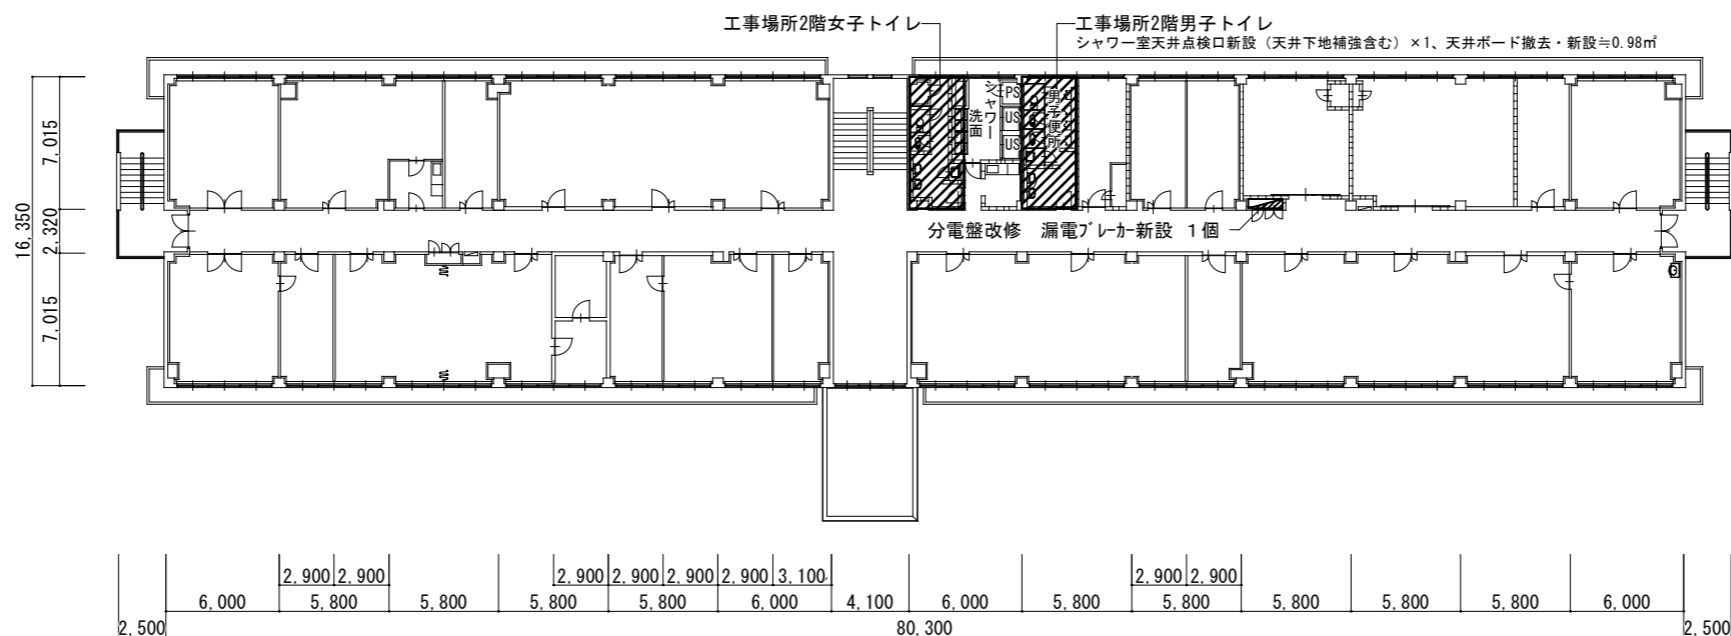 工事場所2階女子トイレ
工事場所2階男子トイレ
シャワー室天井点検口新設（天井下地補強含む）×1、天井ボード撤去・新設≒0.98㎡
シャワー
洗面
PS
US
US
男子便所
分電盤改修　漏電ﾌﾞﾚｰｶｰ新設　1個
16,350
7,015
2,320
7,015
2,900 2,900 2,900 2,900 2,900 2,900 3,100 2,900 2,900
6,000 5,800 5,800 5,800 5,800 6,000 4,100 6,000 5,800 5,800 5,800 5,800 5,800 6,000
2,500 80,300 2,500